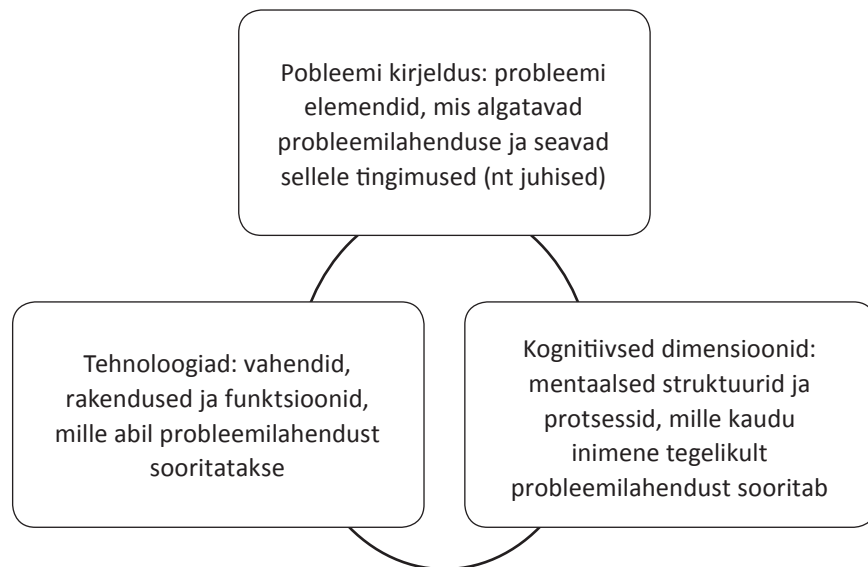 Pobleemi kirjeldus: probleemi
elemendid, mis algatavad
probleemilahenduse ja seavad
sellele tingimused (nt juhised)
Tehnoloogiad: vahendid,
rakendused ja funktsioonid,
mille abil probleemilahendust
sooritatakse
Kognitiivsed dimensioonid:
mentaalsed struktuurid ja
protsessid, mille kaudu
inimene tegelikult
probleemilahendust sooritab